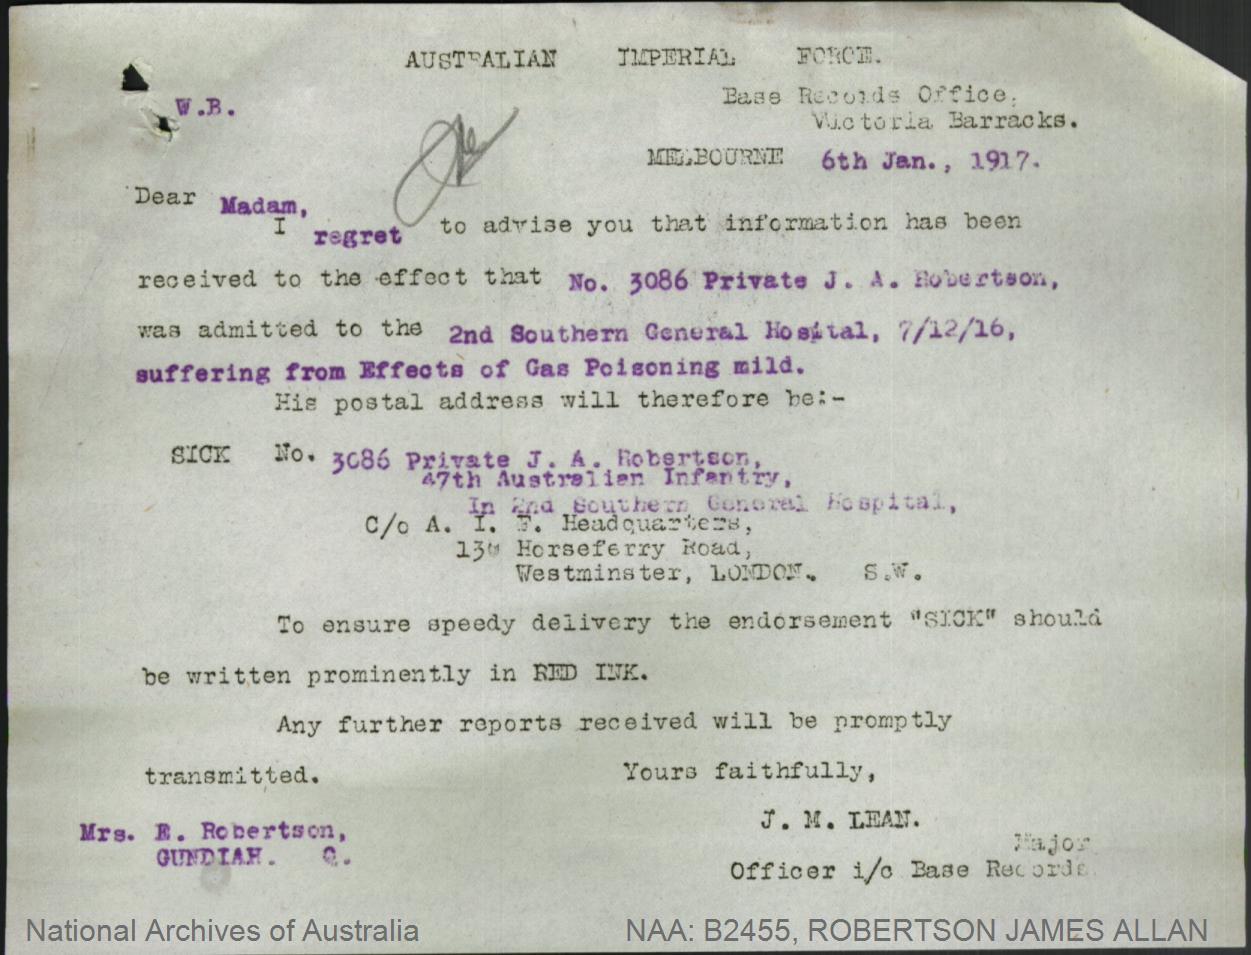 AUSTRALIAN IMPERIAL FORCE.
W.B.
Base Records Office,
Victoria Barracks.
MELBOURNE 6th Jan., 1917.
Dear Madam,
I regret to advise you that information has been
received to the effect that No. 3086 Private J. A. Robertson,
was admitted to the 2nd Southern General Hospital, 7/12/16,
suffering from Effects of Gas Poisoning mild.
His postal address will therefore be:-
SICK No. 3086 Private J. A. Robertson,
47th Australian Infantry,
In 2nd Southern General Hospital,
C/o A. I. F. Headquarters,
130 Horseferry Road,
Westminster, LONDON. S.W.
To ensure speedy delivery the endorsement "SICK" should
be written prominently in RED INK.
Any further reports received will be promptly
transmitted. Yours faithfully,
J. M. LEAN.
Major
Officer i/c Base Records
Mrs. E. Robertson,
GUNDIAH. Q.
National Archives of Australia NAA: B2455, ROBERTSON JAMES ALLAN